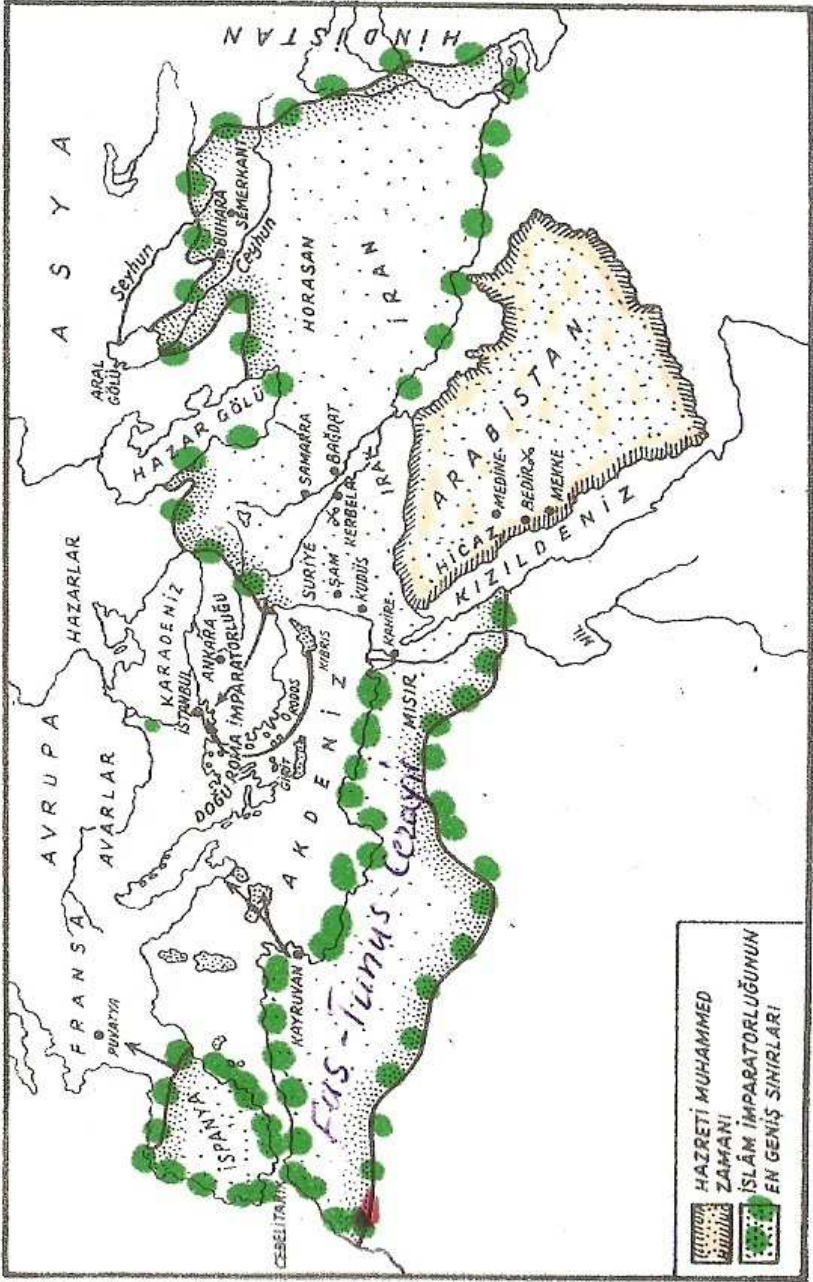 AVRUPA
ASYA
FRANSA
PUVATYA
AVARLAR
HAZARLAR
ARAL
GÖLÜ
Seyhun
BUHARA
SEMERKANT
Ceyhun
HİNDİSTAN
HAZAR GÖLÜ
KARADENİZ
İSTANBUL
ANKARA
DOĞU ROMA İMPARATORLUĞU
İSPANYA
CEBELİTARIK
KAYRUVAN
AKDENİZ
GİRİT
RODOS
KIBRIS
SURİYE
ŞAM
KUDÜS
KERBELA
SAMARRA
BAĞDAT
IRAK
HORASAN
İRAN
KAHİRE
MISIR
NİL
Fas - Tunus Cezayir
KIZILDENİZ
HİCAZ
ARABİSTAN
MEDİNE
BEDİR
MEKKE
HAZRETİ MUHAMMED
ZAMANI
İSLÂM İMPARATORLUĞUNUN
EN GENİŞ SINIRLARI